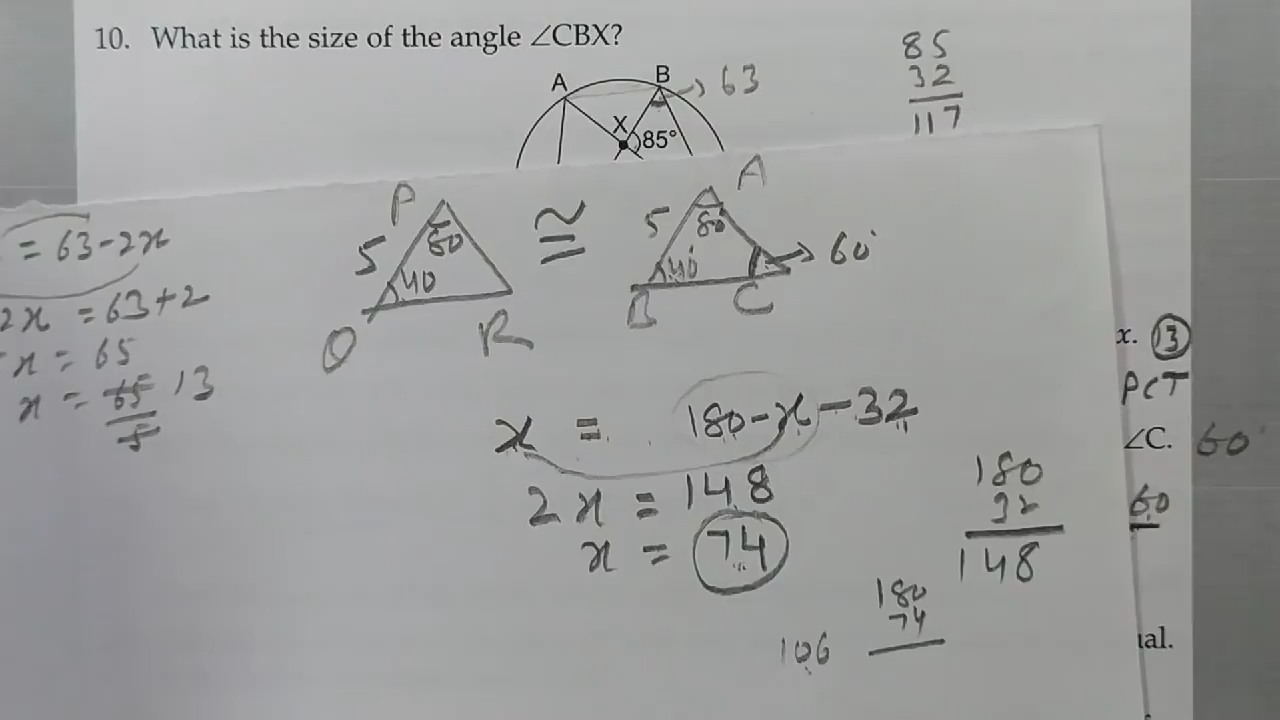 10. What is the size of the angle ∠CBX?
A
B
63
X
85°
85
32
117
= 63-2x
2x = 63+2
x = 65
x = 65 13
5
P
5
80
40
Q
R
≅
A
5
80
40
B
C
60°
x. 13
PCT
∠C. 60
60
ual.
x = 180-x-32
2x = 148
x = 74
180
32
148
180
74
106